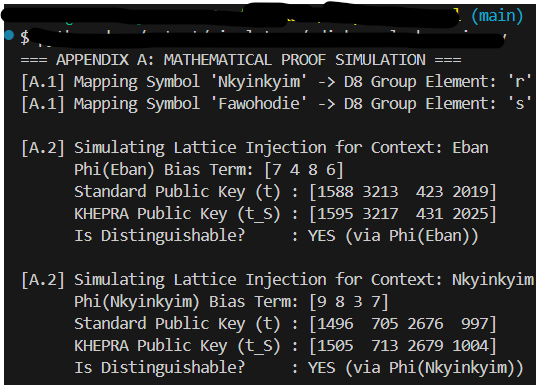 (main)
=== APPENDIX A: MATHEMATICAL PROOF SIMULATION ===
[A.1] Mapping Symbol 'Nkyinkyim' -> D8 Group Element: 'r'
[A.1] Mapping Symbol 'Fawohodie' -> D8 Group Element: 's'
[A.2] Simulating Lattice Injection for Context: Eban
Phi(Eban) Bias Term: [7 4 8 6]
Standard Public Key (t) : [1588 3213  423 2019]
KHEPRA Public Key (t_S) : [1595 3217  431 2025]
Is Distinguishable?     : YES (via Phi(Eban))
[A.2] Simulating Lattice Injection for Context: Nkyinkyim
Phi(Nkyinkyim) Bias Term: [9 8 3 7]
Standard Public Key (t) : [1496  705 2676  997]
KHEPRA Public Key (t_S) : [1505  713 2679 1004]
Is Distinguishable?     : YES (via Phi(Nkyinkyim))